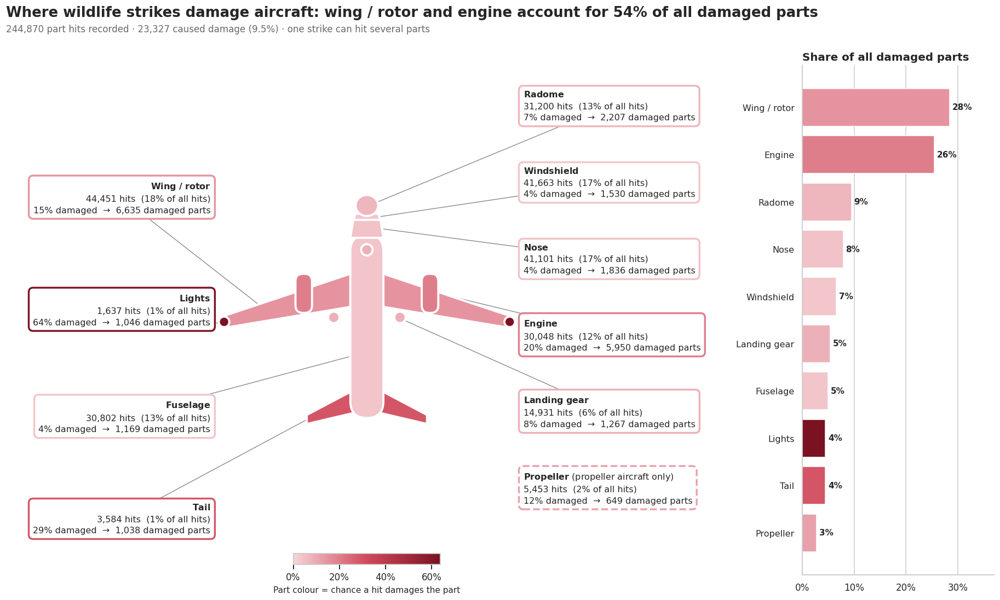 Where wildlife strikes damage aircraft: wing / rotor and engine account for 54% of all damaged parts
244,870 part hits recorded · 23,327 caused damage (9.5%) · one strike can hit several parts
Wing / rotor
44,451 hits  (18% of all hits)
15% damaged → 6,635 damaged parts
Lights
1,637 hits  (1% of all hits)
64% damaged → 1,046 damaged parts
Fuselage
30,802 hits  (13% of all hits)
4% damaged → 1,169 damaged parts
Tail
3,584 hits  (1% of all hits)
29% damaged → 1,038 damaged parts
Radome
31,200 hits  (13% of all hits)
7% damaged → 2,207 damaged parts
Windshield
41,663 hits  (17% of all hits)
4% damaged → 1,530 damaged parts
Nose
41,101 hits  (17% of all hits)
4% damaged → 1,836 damaged parts
Engine
30,048 hits  (12% of all hits)
20% damaged → 5,950 damaged parts
Landing gear
14,931 hits  (6% of all hits)
8% damaged → 1,267 damaged parts
Propeller (propeller aircraft only)
5,453 hits  (2% of all hits)
12% damaged → 649 damaged parts
0% 20% 40% 60%
Part colour = chance a hit damages the part
Share of all damaged parts
Wing / rotor 28%
Engine 26%
Radome 9%
Nose 8%
Windshield 7%
Landing gear 5%
Fuselage 5%
Lights 4%
Tail 4%
Propeller 3%
0% 10% 20% 30%